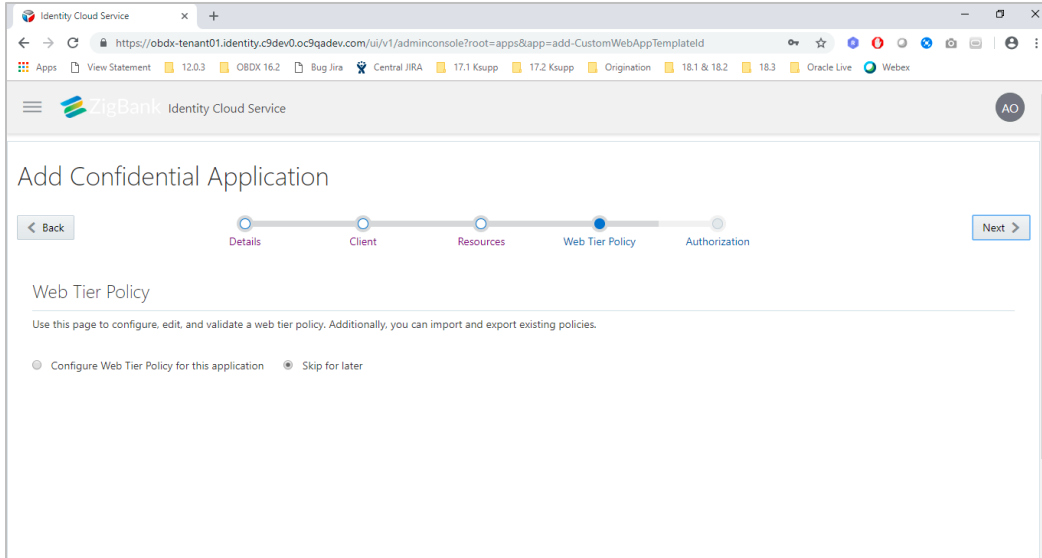 Identity Cloud Service
https://obdx-tenant01.identity.c9dev0.oc9qadev.com/ui/v1/adminconsole?root=apps&app=add-CustomWebAppTemplateId
Apps View Statement 12.0.3 OBDX 16.2 Bug Jira Central JIRA 17.1 Ksupp 17.2 Ksupp Origination 18.1 & 18.2 18.3 Oracle Live Webex
ZigBank Identity Cloud Service AO
Add Confidential Application
Back Next
Details Client Resources Web Tier Policy Authorization
Web Tier Policy
Use this page to configure, edit, and validate a web tier policy. Additionally, you can import and export existing policies.
Configure Web Tier Policy for this application Skip for later